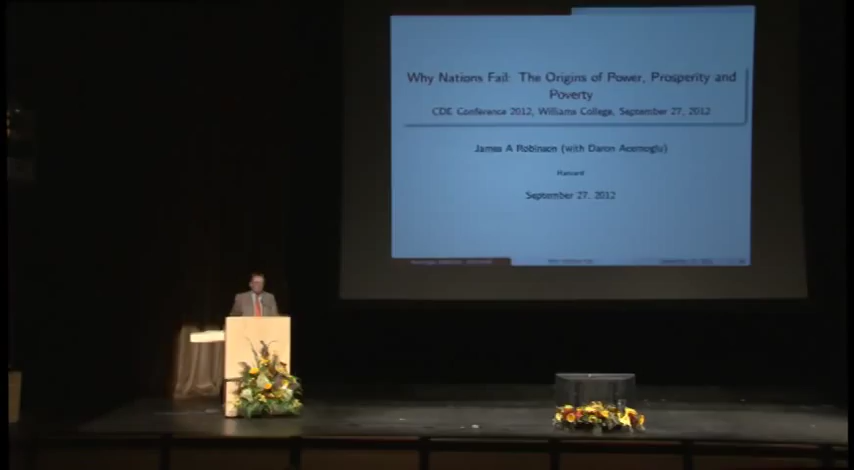 Why Nations Fail: The Origins of Power, Prosperity and
Poverty
CDE Conference 2012, Williams College, September 27, 2012
James A Robinson (with Daron Acemoglu)
Harvard
September 27, 2012